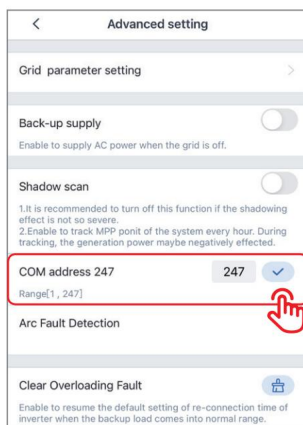 Advanced setting
Grid parameter setting
Back-up supply
Enable to supply AC power when the grid is off.
Shadow scan
1.It is recommended to turn off this function if the shadowing
effect is not so severe.
2.Enable to track MPP ponit of the system every hour. During
tracking, the generation power maybe negatively effected.
COM address 247 247
Range[1 , 247]
Arc Fault Detection
Clear Overloading Fault
Enable to resume the default setting of re-connection time of
inverter when the backup load comes into normal range.